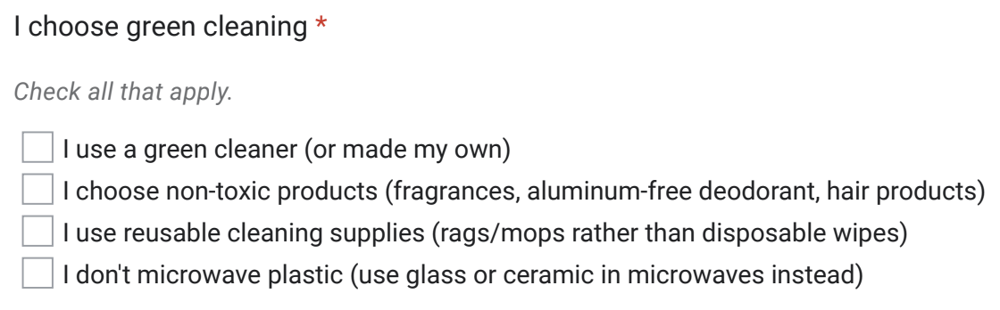 I choose green cleaning *
Check all that apply.
I use a green cleaner (or made my own)
I choose non-toxic products (fragrances, aluminum-free deodorant, hair products)
I use reusable cleaning supplies (rags/mops rather than disposable wipes)
I don't microwave plastic (use glass or ceramic in microwaves instead)